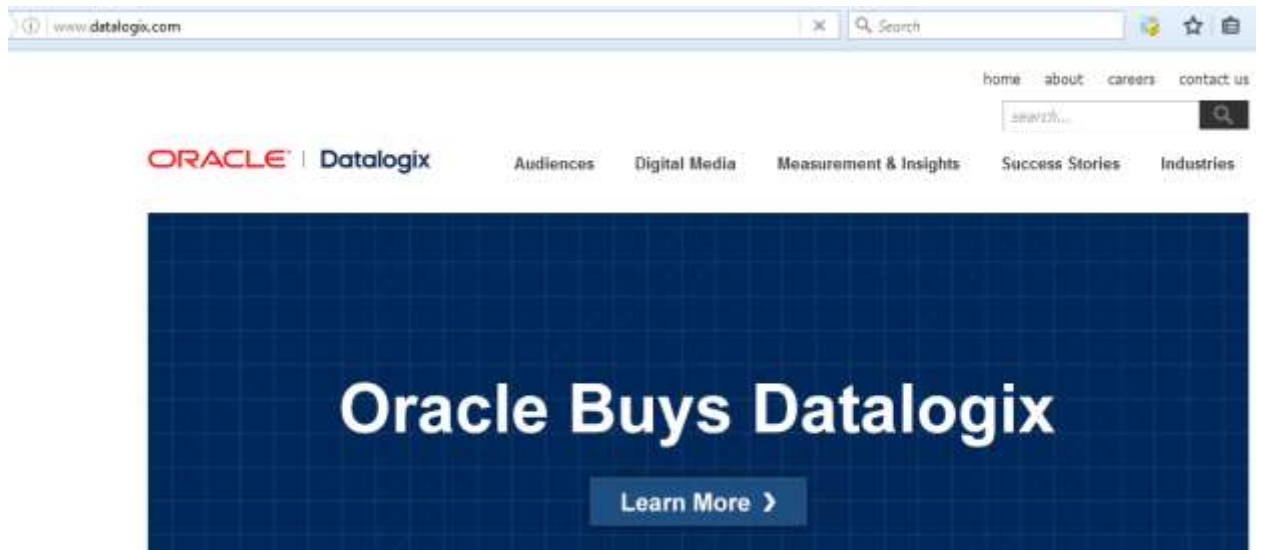 www.datalogix.com Search
home about careers contact us
search...
ORACLE | Datalogix Audiences Digital Media Measurement & Insights Success Stories Industries
Oracle Buys Datalogix
Learn More ❯